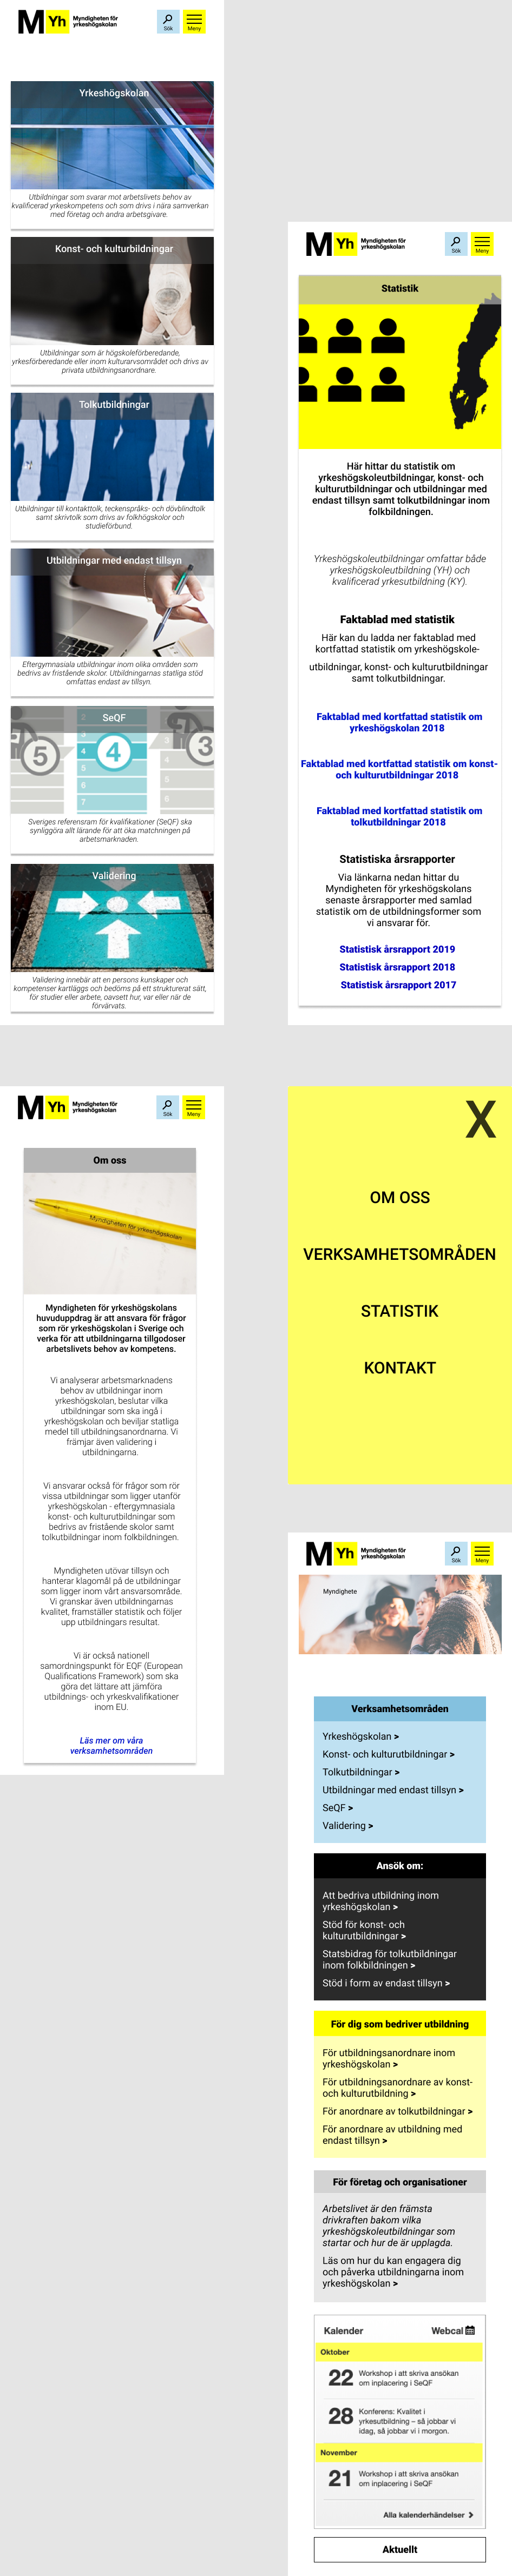 M Yh Myndigheten för
yrkeshögskolan
Sök
Meny
Yrkeshögskolan
Utbildningar som svarar mot arbetslivets behov av
kvalificerad yrkeskompetens och som drivs i nära samverkan
med företag och andra arbetsgivare.
Konst- och kulturbildningar
Utbildningar som är högskoleförberedande,
yrkesförberedande eller inom kulturarvsområdet och drivs av
privata utbildningsanordnare.
Tolkutbildningar
Utbildningar till kontakttolk, teckenspråks- och dövblindtolk
samt skrivtolk som drivs av folkhögskolor och
studieförbund.
Utbildningar med endast tillsyn
Eftergymnasiala utbildningar inom olika områden som
bedrivs av fristående skolor. Utbildningarnas statliga stöd
omfattas endast av tillsyn.
SeQF
5
4
3
4
5
6
7
4
5
6
Sveriges referensram för kvalifikationer (SeQF) ska
synliggöra allt lärande för att öka matchningen på
arbetsmarknaden.
Validering
Validering innebär att en persons kunskaper och
kompetenser kartläggs och bedöms på ett strukturerat sätt,
för studier eller arbete, oavsett hur, var eller när de
förvärvats.
M Yh Myndigheten för
yrkeshögskolan
Sök
Meny
Statistik
Här hittar du statistik om
yrkeshögskoleutbildningar, konst- och
kulturutbildningar och utbildningar med
endast tillsyn samt tolkutbildningar inom
folkbildningen.
Yrkeshögskoleutbildningar omfattar både
yrkeshögskoleutbildning (YH) och
kvalificerad yrkesutbildning (KY).
Faktablad med statistik
Här kan du ladda ner faktablad med
kortfattad statistik om yrkeshögskole-
utbildningar, konst- och kulturutbildningar
samt tolkutbildningar.
Faktablad med kortfattad statistik om
yrkeshögskolan 2018
Faktablad med kortfattad statistik om konst-
och kulturutbildningar 2018
Faktablad med kortfattad statistik om
tolkutbildningar 2018
Statistiska årsrapporter
Via länkarna nedan hittar du
Myndigheten för yrkeshögskolans
senaste årsrapporter med samlad
statistik om de utbildningsformer som
vi ansvarar för.
Statistisk årsrapport 2019
Statistisk årsrapport 2018
Statistisk årsrapport 2017
M Yh Myndigheten för
yrkeshögskolan
Sök
Meny
Om oss
Myndigheten för yrkeshögskolan
Myndigheten för yrkeshögskolans
huvuduppdrag är att ansvara för frågor
som rör yrkeshögskolan i Sverige och
verka för att utbildningarna tillgodoser
arbetslivets behov av kompetens.
Vi analyserar arbetsmarknadens
behov av utbildningar inom
yrkeshögskolan, beslutar vilka
utbildningar som ska ingå i
yrkeshögskolan och beviljar statliga
medel till utbildningsanordnarna. Vi
främjar även validering i
utbildningarna.
Vi ansvarar också för frågor som rör
vissa utbildningar som ligger utanför
yrkeshögskolan - eftergymnasiala
konst- och kulturutbildningar som
bedrivs av fristående skolor samt
tolkutbildningar inom folkbildningen.
Myndigheten utövar tillsyn och
hanterar klagomål på de utbildningar
som ligger inom vårt ansvarsområde.
Vi granskar även utbildningarnas
kvalitet, framställer statistik och följer
upp utbildningars resultat.
Vi är också nationell
samordningspunkt för EQF (European
Qualifications Framework) som ska
göra det lättare att jämföra
utbildnings- och yrkeskvalifikationer
inom EU.
Läs mer om våra
verksamhetsområden
X
OM OSS
VERKSAMHETSOMRÅDEN
STATISTIK
KONTAKT
M Yh Myndigheten för
yrkeshögskolan
Sök
Meny
Myndighete
Verksamhetsområden
Yrkeshögskolan >
Konst- och kulturutbildningar >
Tolkutbildningar >
Utbildningar med endast tillsyn >
SeQF >
Validering >
Ansök om:
Att bedriva utbildning inom
yrkeshögskolan >
Stöd för konst- och
kulturutbildningar >
Statsbidrag för tolkutbildningar
inom folkbildningen >
Stöd i form av endast tillsyn >
För dig som bedriver utbildning
För utbildningsanordnare inom
yrkeshögskolan >
För utbildningsanordnare av konst-
och kulturutbildning >
För anordnare av tolkutbildningar >
För anordnare av utbildning med
endast tillsyn >
För företag och organisationer
Arbetslivet är den främsta
drivkraften bakom vilka
yrkeshögskoleutbildningar som
startar och hur de är upplagda.
Läs om hur du kan engagera dig
och påverka utbildningarna inom
yrkeshögskolan >
Kalender
Webcal
Oktober
22 Workshop i att skriva ansökan
om inplacering i SeQF
28 Konferens: Kvalitet i
yrkesutbildning – så jobbar vi
idag, så jobbar vi i morgon.
November
21 Workshop i att skriva ansökan
om inplacering i SeQF
Alla kalenderhändelser >
Aktuellt